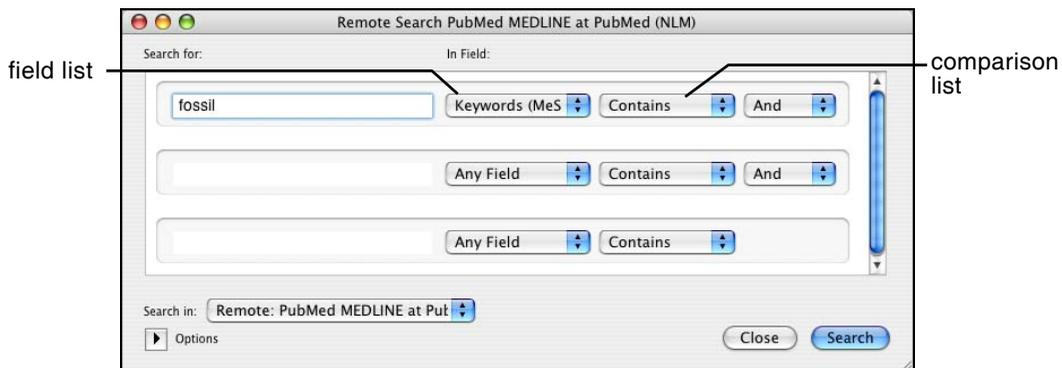 Remote Search PubMed MEDLINE at PubMed (NLM)
Search for: In Field:
field list
comparison
list
fossil Keywords (MeS Contains And
Any Field Contains And
Any Field Contains
Search in: Remote: PubMed MEDLINE at Pub
Options
Close Search